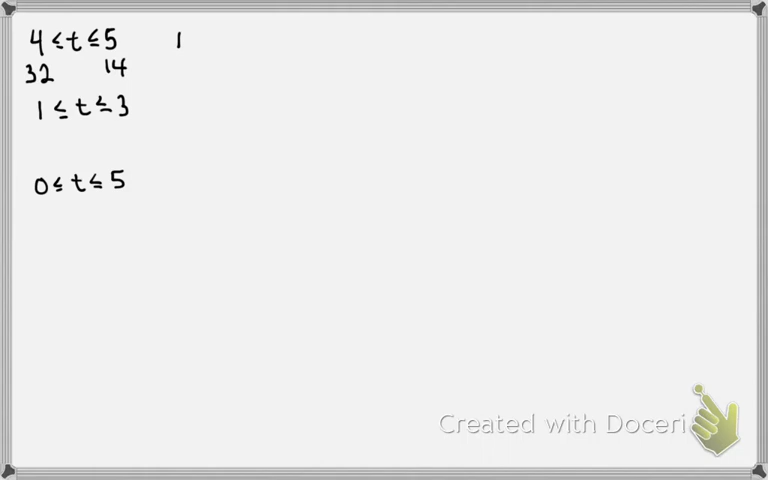 4 ≤ t ≤ 5 1
32 14
1 ≤ t ≤ 3
0 ≤ t ≤ 5
Created with Doceri